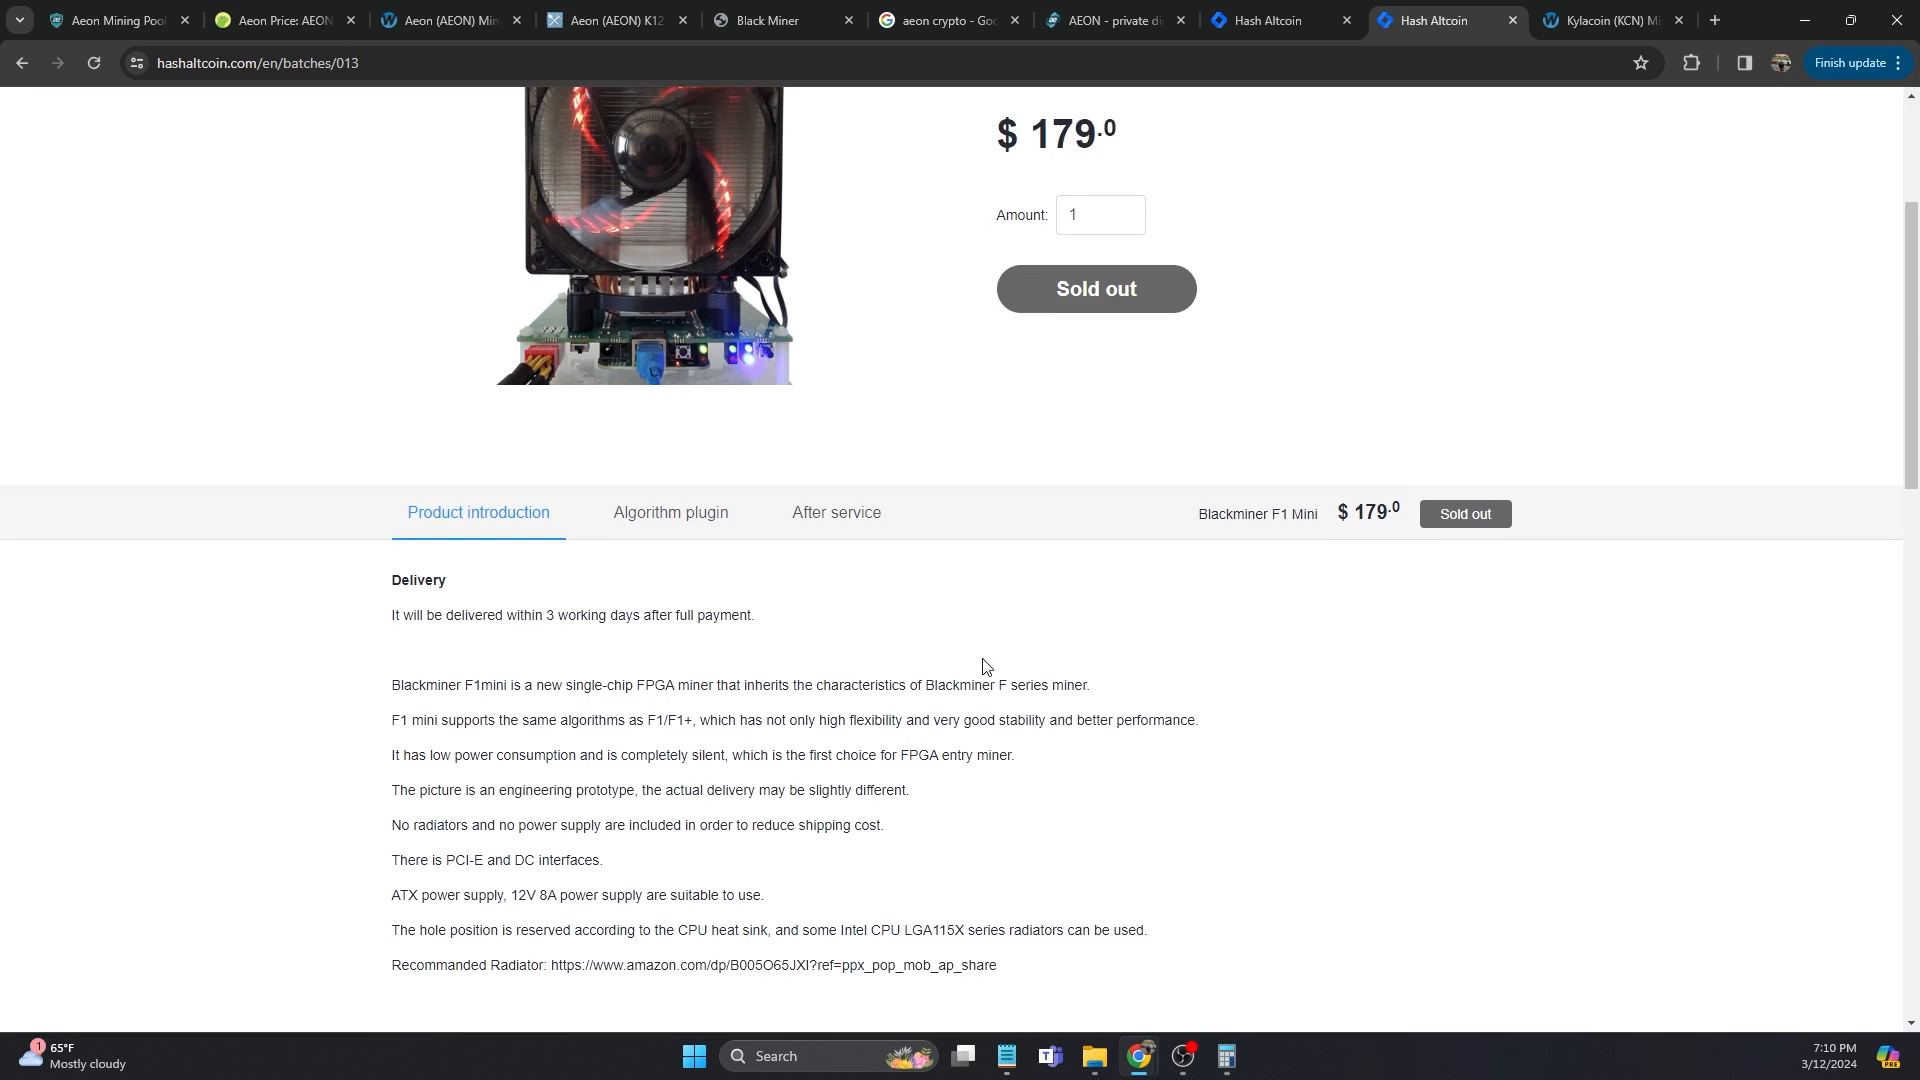 Aeon Mining Pool
Aeon Price: AEON
Aeon (AEON) Min
Aeon (AEON) K12
Black Miner
aeon crypto - Goo
AEON - private di
Hash Altcoin
Hash Altcoin
Kylacoin (KCN) Mi
hashaltcoin.com/en/batches/013
Finish update
$ 179.0
Amount: 1
Sold out
Product introduction
Algorithm plugin
After service
Blackminer F1 Mini
$ 179.0
Sold out
Delivery
It will be delivered within 3 working days after full payment.
Blackminer F1mini is a new single-chip FPGA miner that inherits the characteristics of Blackminer F series miner.
F1 mini supports the same algorithms as F1/F1+, which has not only high flexibility and very good stability and better performance.
It has low power consumption and is completely silent, which is the first choice for FPGA entry miner.
The picture is an engineering prototype, the actual delivery may be slightly different.
No radiators and no power supply are included in order to reduce shipping cost.
There is PCI-E and DC interfaces.
ATX power supply, 12V 8A power supply are suitable to use.
The hole position is reserved according to the CPU heat sink, and some Intel CPU LGA115X series radiators can be used.
Recommanded Radiator: https://www.amazon.com/dp/B005O65JXI?ref=ppx_pop_mob_ap_share
1
65°F
Mostly cloudy
Search
7:10 PM
3/12/2024
PRE